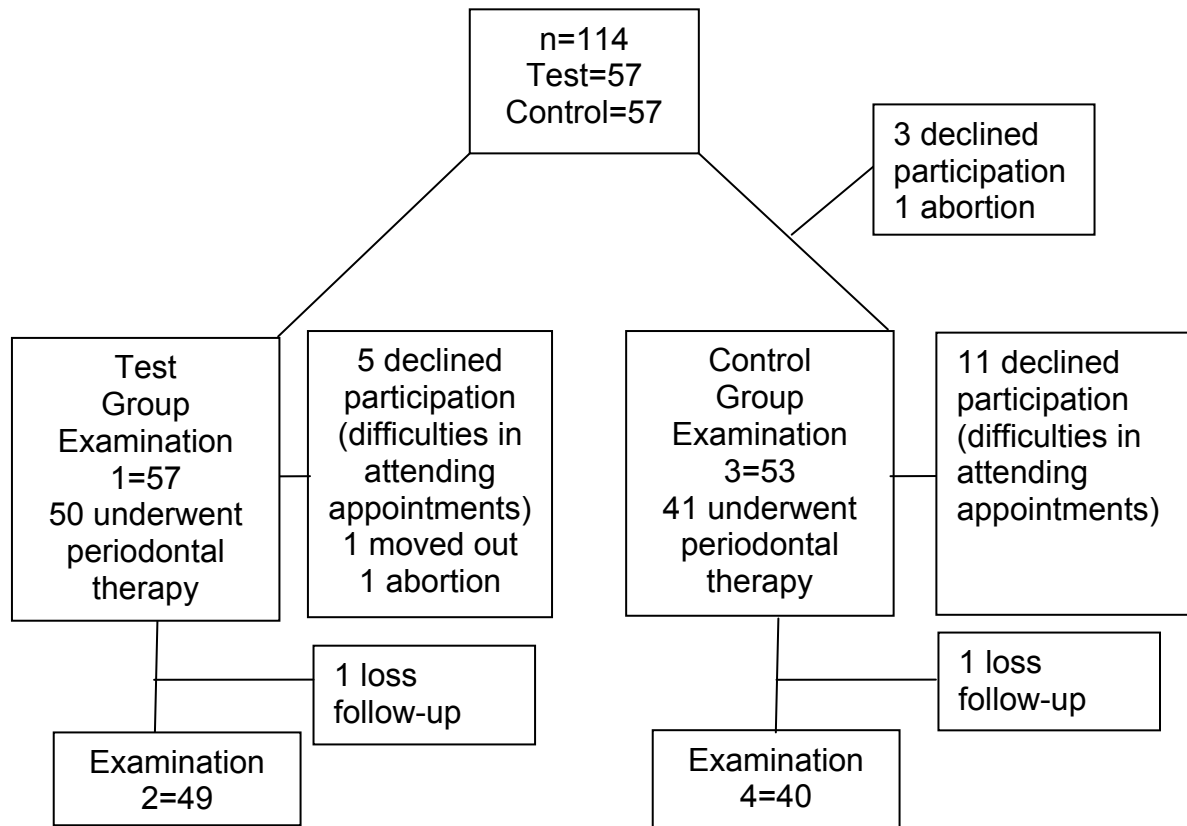 n=114
Test=57
Control=57
3 declined
participation
1 abortion
Test
Group
Examination
1=57
50 underwent
periodontal
therapy
5 declined
participation
(difficulties in
attending
appointments)
1 moved out
1 abortion
Control
Group
Examination
3=53
41 underwent
periodontal
therapy
11 declined
participation
(difficulties in
attending
appointments)
1 loss
follow-up
1 loss
follow-up
Examination
2=49
Examination
4=40